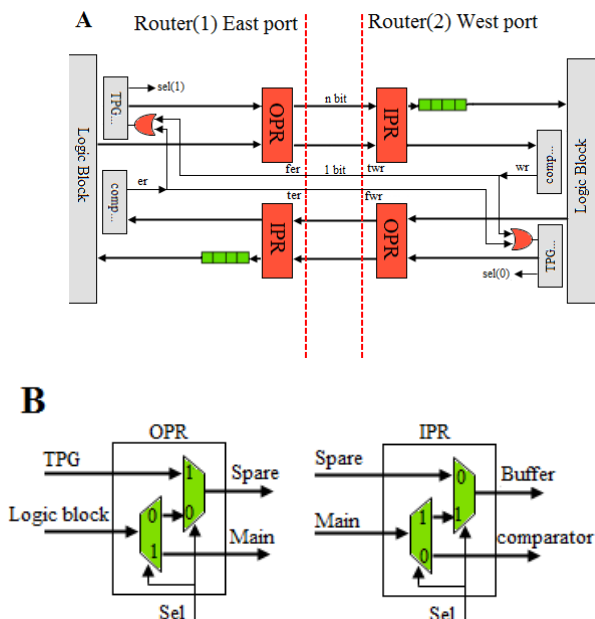 A Router(1) East port Router(2) West port
sel(1)
TPG...
Logic Block
OPR
n bit
IPR
comp...
Logic Block
fer 1 bit twr wr
er
comp...
ter fwr
IPR
OPR
TPG...
sel(0)
B
OPR IPR
TPG 1 Spare
Logic block 0 0
1 Main
Sel
Spare 0 Buffer
Main 1 1
0 comparator
Sel